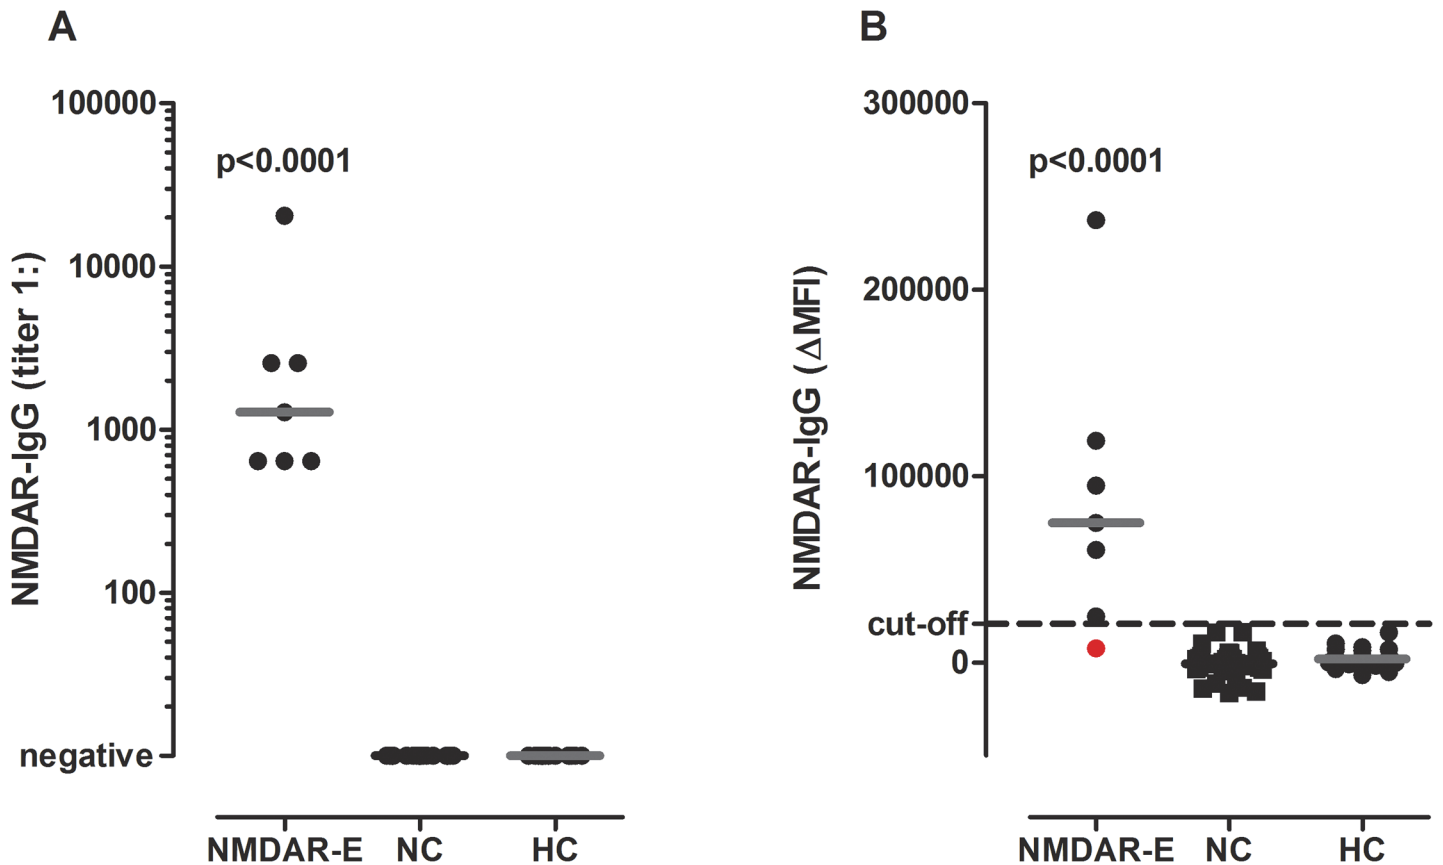 A
NMDAR-IgG (titer 1:)
100000
10000
1000
100
negative
p<0.0001
NMDAR-E NC HC
B
NMDAR-IgG (ΔMFI)
300000
200000
100000
cut-off
0
p<0.0001
NMDAR-E NC HC